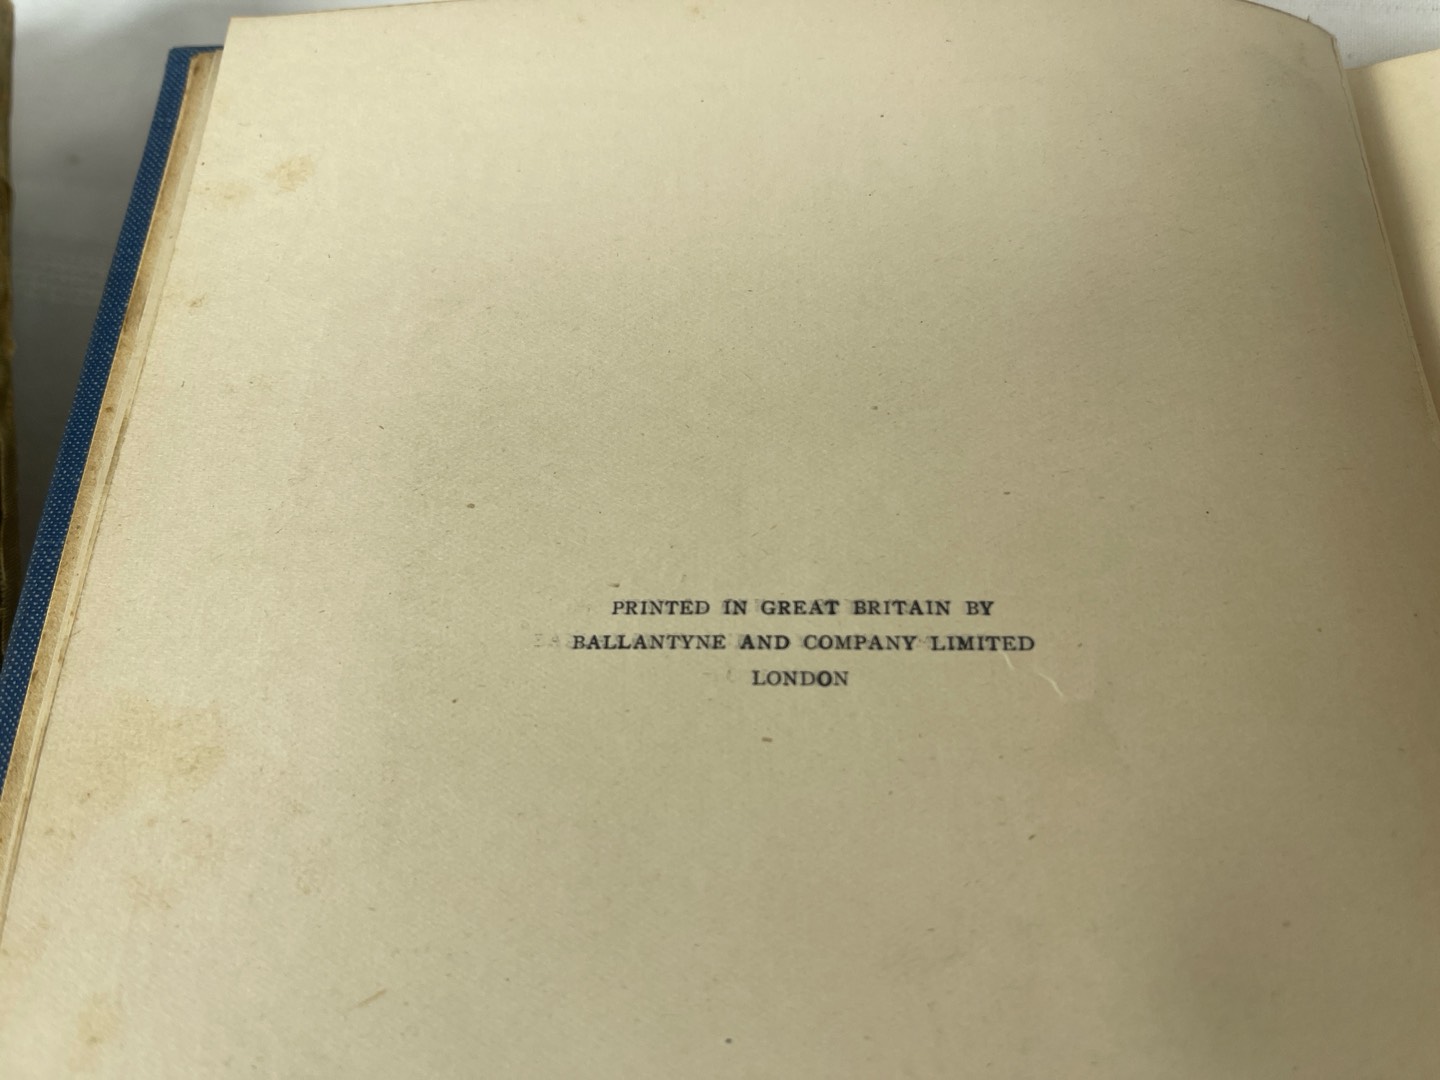 PRINTED IN GREAT BRITAIN BY
BALLANTYNE AND COMPANY LIMITED
LONDON